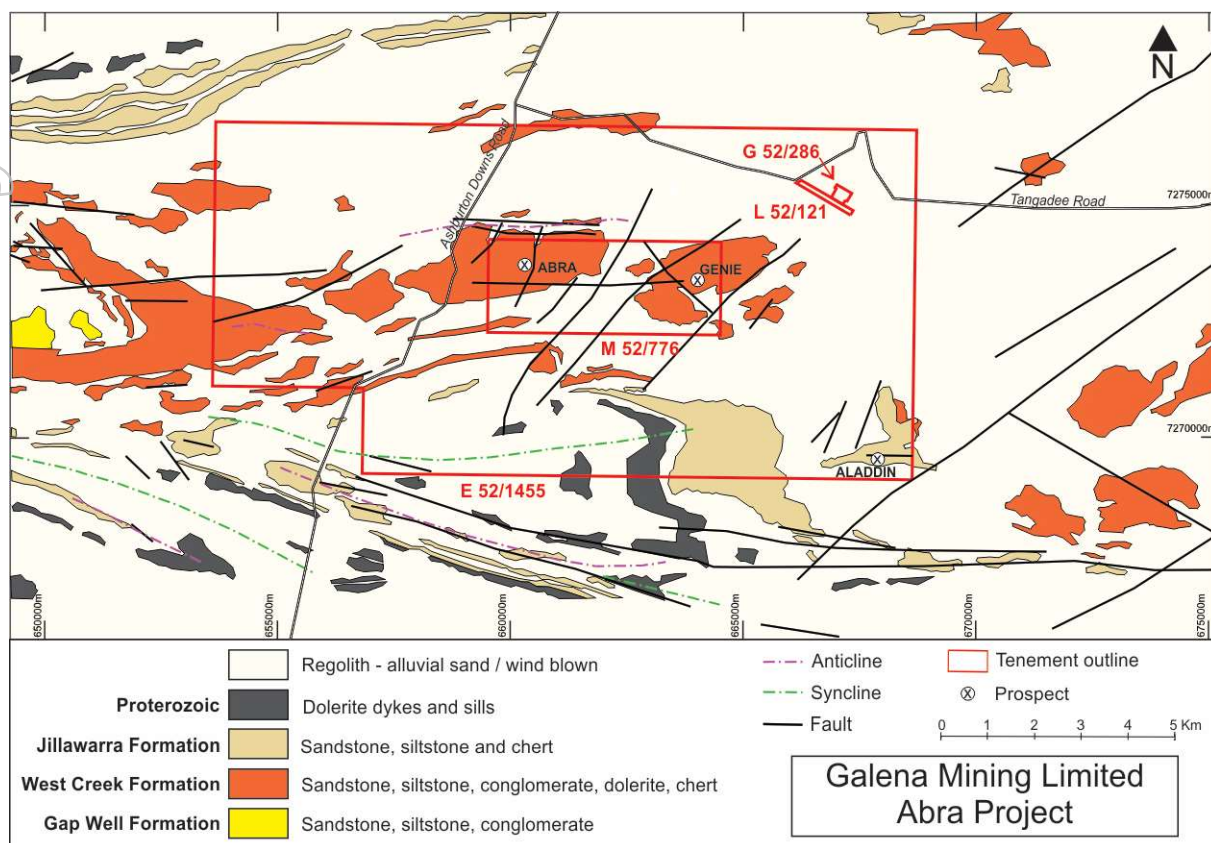 N
Ashburton Downs Road
G 52/286
L 52/121
Tangadee Road
7275000m
ABRA
GENIE
M 52/776
7270000m
ALADDIN
E 52/1455
650000m
655000m
660000m
665000m
670000m
675000m
Regolith - alluvial sand / wind blown
Proterozoic Dolerite dykes and sills
Jillawarra Formation Sandstone, siltstone and chert
West Creek Formation Sandstone, siltstone, conglomerate, dolerite, chert
Gap Well Formation Sandstone, siltstone, conglomerate
Anticline
Syncline
Fault
Tenement outline
Prospect
0 1 2 3 4 5 Km
Galena Mining Limited
Abra Project